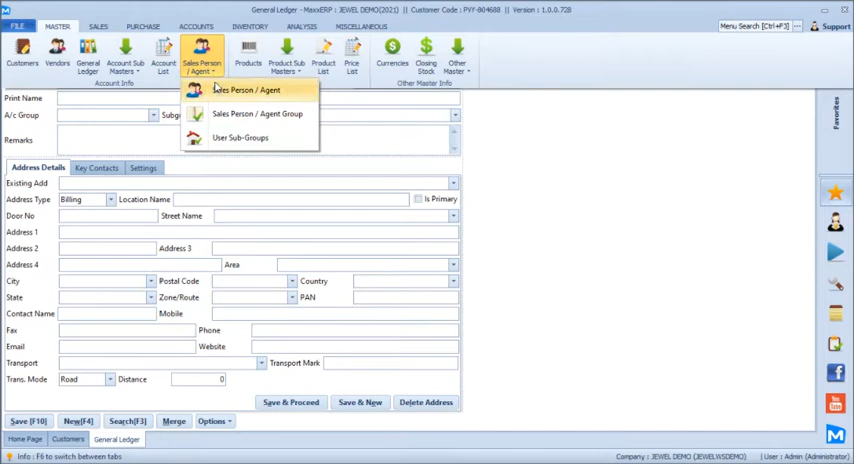 General Ledger - MaxxERP : JEWEL DEMO(2021) / Customer Code : PVY-804688 / Version : 1.0.0.728
FILE MASTER SALES PURCHASE ACCOUNTS INVENTORY ANALYSIS MISCELLANEOUS Menu Search [Ctrl+F3] ... Support
Customers Vendors General Ledger Account Sub Masters Account List Sales Person / Agent Products Product Sub Masters Product List Price List Currencies Closing Stock Other Master
Account Info Other Master Info
Sales Person / Agent
Sales Person / Agent Group
User Sub-Groups
Print Name
A/c Group Subg
Remarks
Favorites
Address Details Key Contacts Settings
Existing Add
Address Type Billing Location Name Is Primary
Door No Street Name
Address 1
Address 2 Address 3
Address 4 Area
City Postal Code Country
State Zone/Route PAN
Contact Name Mobile
Fax Phone
Email Website
Transport Transport Mark
Trans. Mode Road Distance 0
Save & Proceed Save & New Delete Address
Save [F10] New[F4] Search[F3] Merge Options
Home Page Customers General Ledger
Info : F6 to switch between tabs Company : JEWEL DEMO (JEWEL.WSDEMO) User : Admin (Administrator)